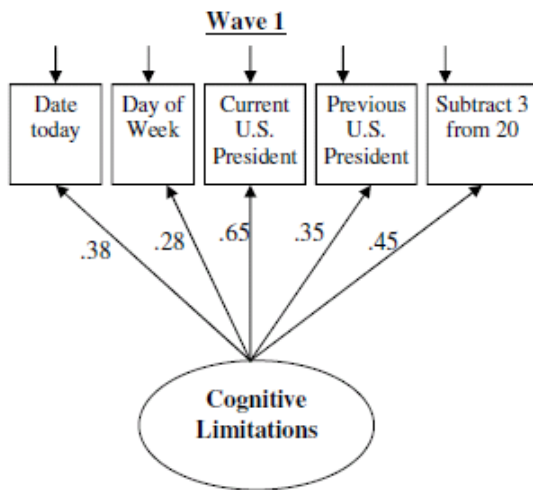 Wave 1
Date
today
Day of
Week
Current
U.S.
President
Previous
U.S.
President
Subtract 3
from 20
.38
.28
.65
.35
.45
Cognitive
Limitations